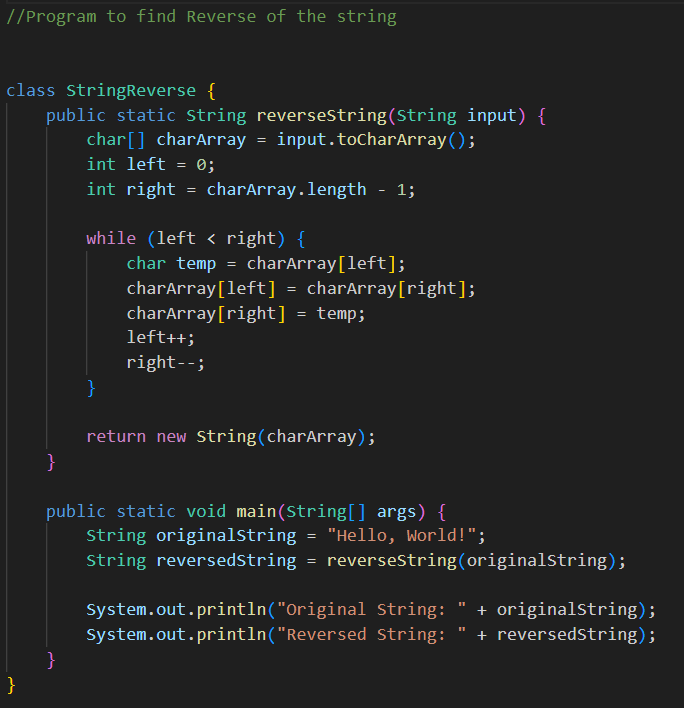 //Program to find Reverse of the string
class StringReverse {
    public static String reverseString(String input) {
        char[] charArray = input.toCharArray();
        int left = 0;
        int right = charArray.length - 1;
        while (left < right) {
            char temp = charArray[left];
            charArray[left] = charArray[right];
            charArray[right] = temp;
            left++;
            right--;
        }
        return new String(charArray);
    }
    public static void main(String[] args) {
        String originalString = "Hello, World!";
        String reversedString = reverseString(originalString);
        System.out.println("Original String: " + originalString);
        System.out.println("Reversed String: " + reversedString);
    }
}